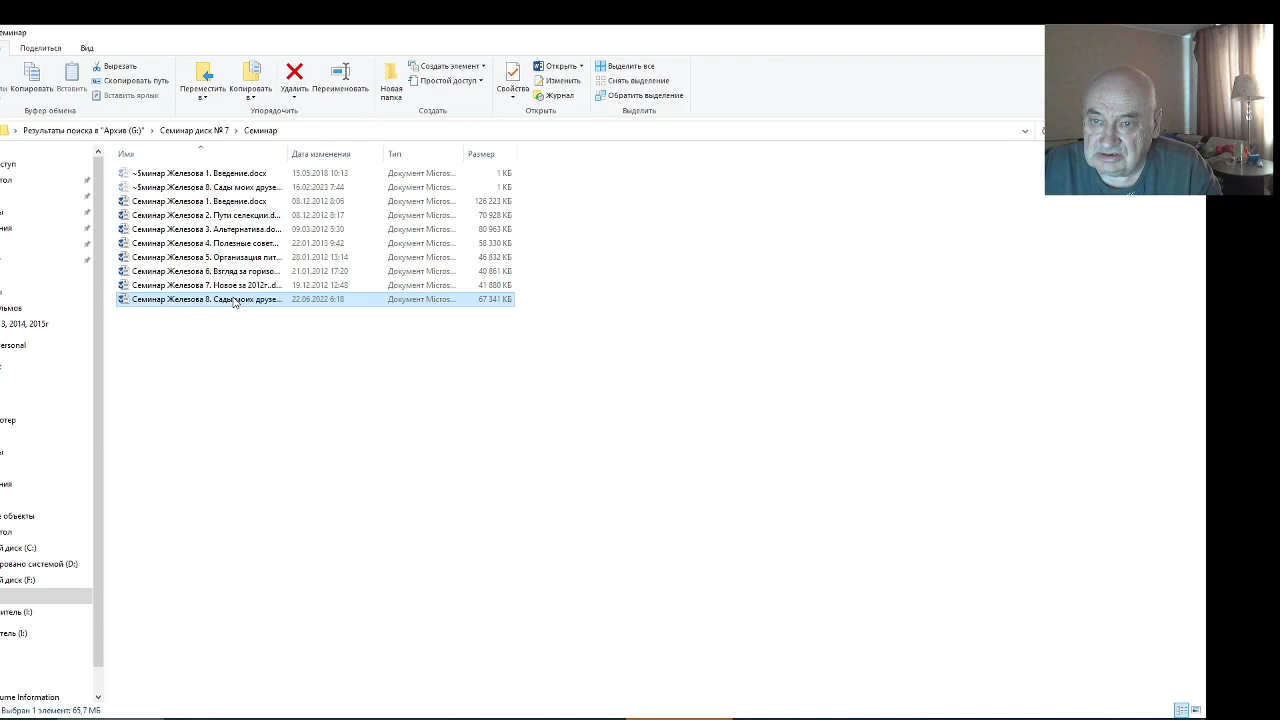 еминар
Поделиться Вид
Вырезать
Скопировать путь
Вставить ярлык
Копировать Вставить
Буфер обмена
Переместить в
Копировать в
Удалить Переименовать
Упорядочить
Новая папка
Создать элемент
Простой доступ
Создать
Свойства
Открыть
Изменить
Журнал
Открыть
Выделить все
Снять выделение
Обратить выделение
Выделить
Результаты поиска в "Архив (G:)" Семинар диск № 7 Семинар
Имя Дата изменения Тип Размер
~$минар Железова 1. Введение.docx 15.05.2018 10:13 Документ Micros... 1 КБ
~$минар Железова 8. Сады моих друзе... 16.02.2023 7:44 Документ Micros... 1 КБ
Семинар Железова 1. Введение.docx 08.12.2012 8:06 Документ Micros... 126 223 КБ
Семинар Железова 2. Пути селекции.d... 08.12.2012 8:17 Документ Micros... 70 928 КБ
Семинар Железова 3. Альтернатива.do... 09.03.2012 5:30 Документ Micros... 80 963 КБ
Семинар Железова 4. Полезные совет... 22.01.2013 9:42 Документ Micros... 58 330 КБ
Семинар Железова 5. Организация пит... 28.01.2012 13:14 Документ Micros... 46 832 КБ
Семинар Железова 6. Взгляд за горизо... 21.01.2012 17:20 Документ Micros... 40 861 КБ
Семинар Железова 7. Новое за 2012г..d... 19.12.2012 12:48 Документ Micros... 41 880 КБ
Семинар Железова 8. Сады моих друзе... 22.06.2022 6:18 Документ Micros... 67 341 КБ
ступ
тол
ы
ния
льмов
13, 2014, 2015г
ersonal
отер
ы
ния
е объекты
тол
й диск (C:)
ировано системой (D:)
й диск (F:)
итель (I:)
тель (I:)
ume Information
Выбран 1 элемент: 65,7 МБ